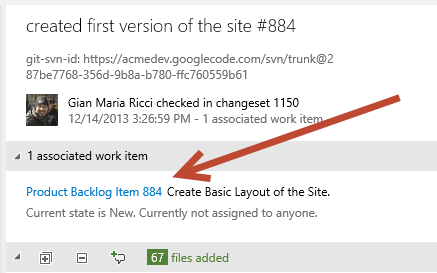 created first version of the site #884
git-svn-id: https://acmedev.googlecode.com/svn/trunk@2
87be7768-356d-9b8a-b780-ffc760559b61
Gian Maria Ricci checked in changeset 1150
12/14/2013 3:26:59 PM - 1 associated work item
1 associated work item
Product Backlog Item 884 Create Basic Layout of the Site.
Current state is New. Currently not assigned to anyone.
67 files added